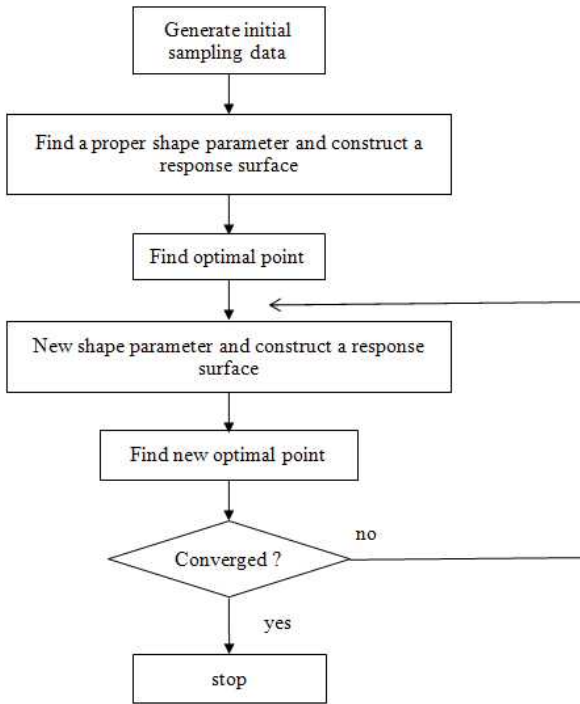 Generate initial
sampling data
Find a proper shape parameter and construct a
response surface
Find optimal point
New shape parameter and construct a response
surface
Find new optimal point
Converged ?
no
yes
stop